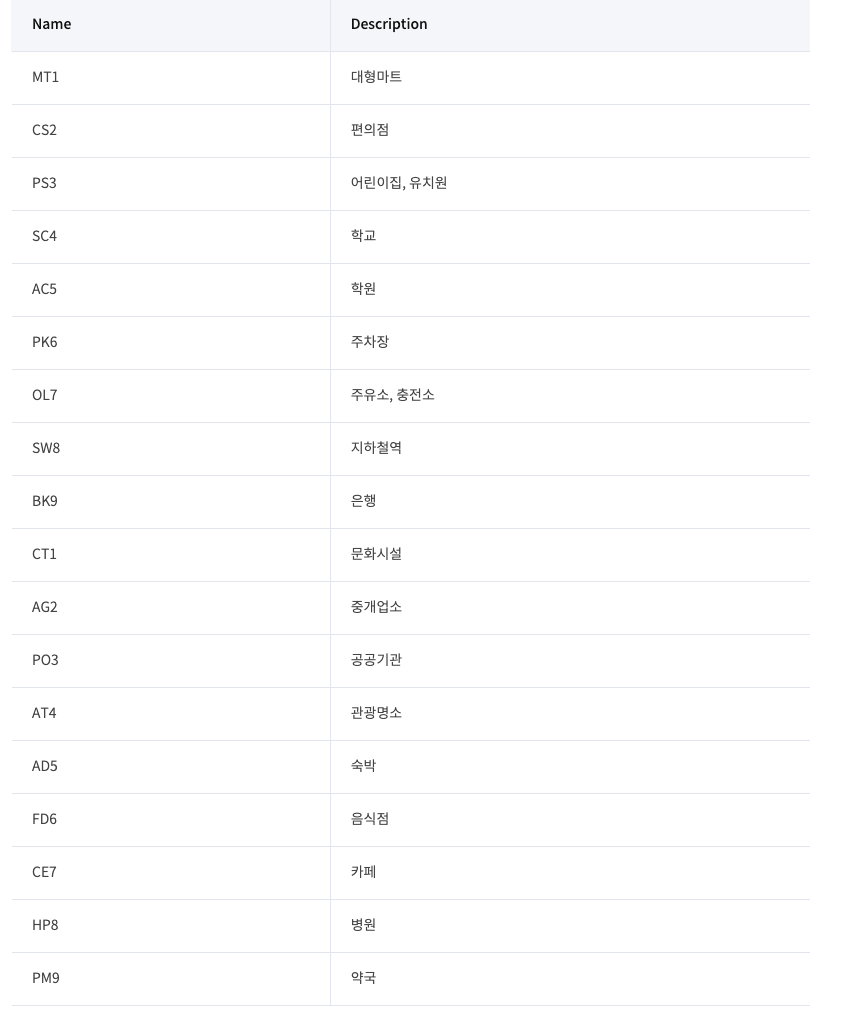 Name Description
MT1 대형마트
CS2 편의점
PS3 어린이집, 유치원
SC4 학교
AC5 학원
PK6 주차장
OL7 주유소, 충전소
SW8 지하철역
BK9 은행
CT1 문화시설
AG2 중개업소
PO3 공공기관
AT4 관광명소
AD5 숙박
FD6 음식점
CE7 카페
HP8 병원
PM9 약국